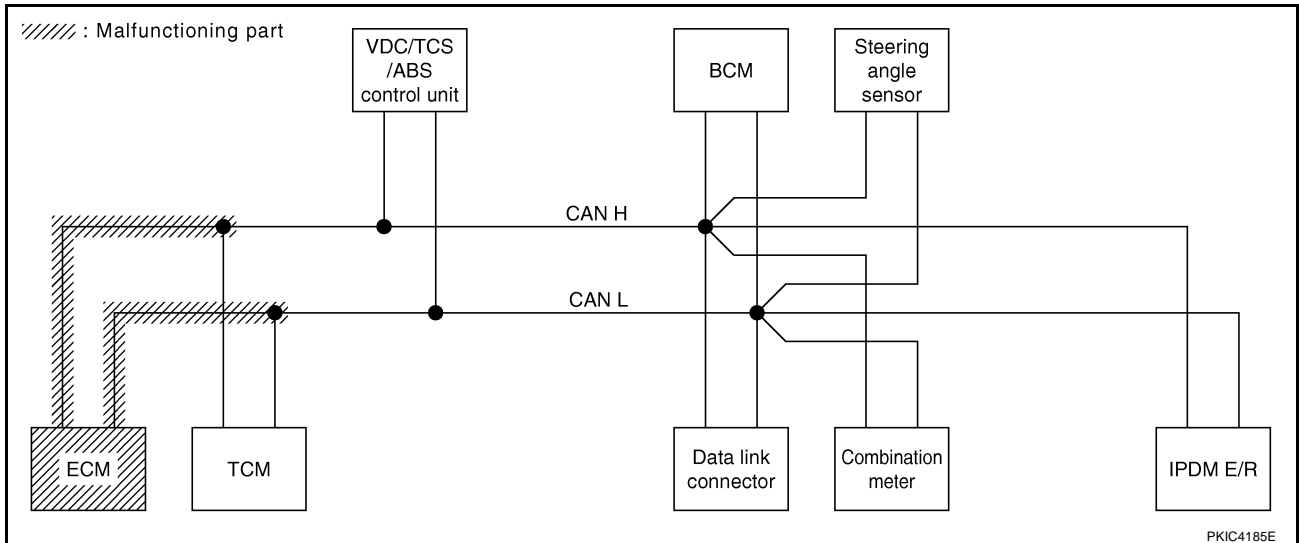 : Malfunctioning part
VDC/TCS
/ABS
control unit
BCM
Steering
angle
sensor
CAN H
CAN L
ECM
TCM
Data link
connector
Combination
meter
IPDM E/R
PKIC4185E